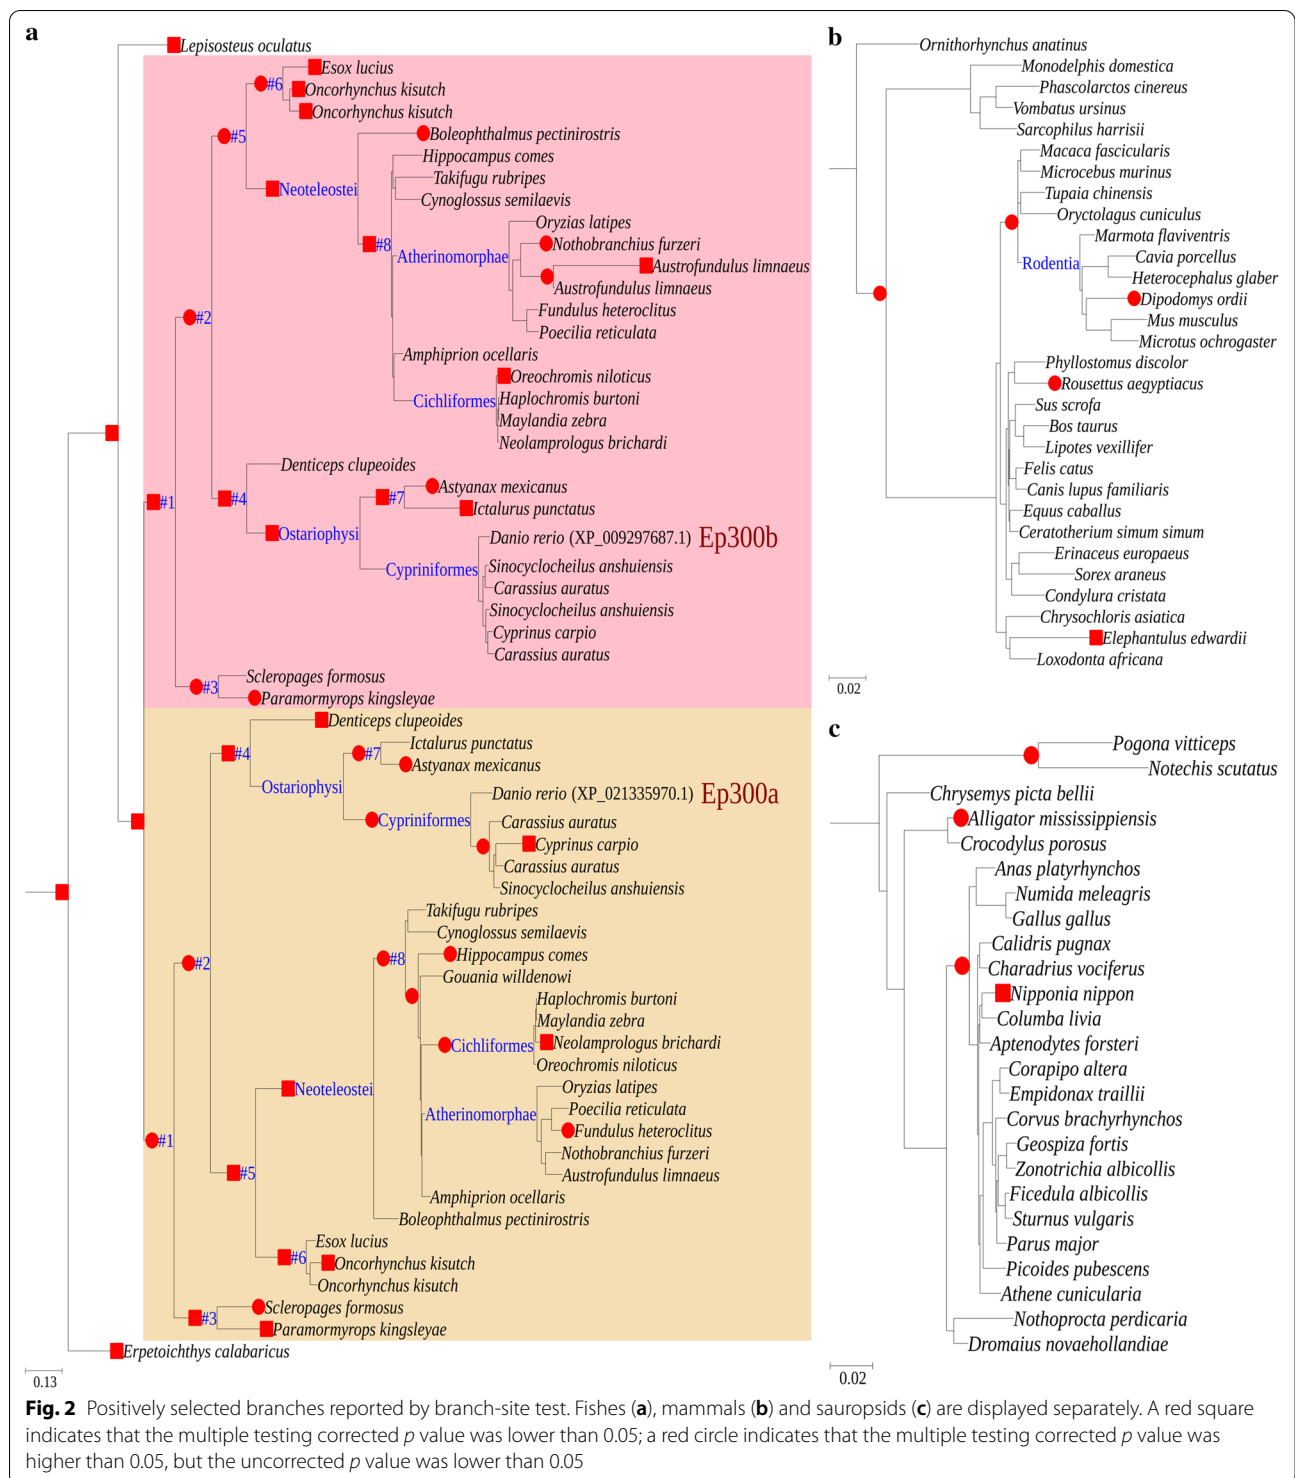 a
Lepisosteus oculatus
Esox lucius
#6
Oncorhynchus kisutch
Oncorhynchus kisutch
#5
Boleophthalmus pectinirostris
Hippocampus comes
Takifugu rubripes
Neoteleostei
Cynoglossus semilaevis
Oryzias latipes
#8
Nothobranchius furzeri
Atherinomorphae
Austrofundulus limnaeus
Austrofundulus limnaeus
Fundulus heteroclitus
#2
Poecilia reticulata
Amphiprion ocellaris
Oreochromis niloticus
Cichliformes
Haplochromis burtoni
Maylandia zebra
Neolamprologus brichardi
Denticeps clupeoides
Astyanax mexicanus
#1
#4
#7
Ictalurus punctatus
Ostariophysi
Danio rerio (XP_009297687.1) Ep300b
Cypriniformes
Sinocyclocheilus anshuiensis
Carassius auratus
Sinocyclocheilus anshuiensis
Cyprinus carpio
Carassius auratus
Scleropages formosus
#3
Paramormyrops kingsleyae
Denticeps clupeoides
#4
Ictalurus punctatus
#7
Astyanax mexicanus
Ostariophysi
Danio rerio (XP_021335970.1) Ep300a
Cypriniformes
Carassius auratus
Cyprinus carpio
Carassius auratus
Sinocyclocheilus anshuiensis
Takifugu rubripes
Cynoglossus semilaevis
#8
Hippocampus comes
#2
Gouania willdenowi
Haplochromis burtoni
Maylandia zebra
Cichliformes
Neolamprologus brichardi
Oreochromis niloticus
Neoteleostei
Oryzias latipes
Atherinomorphae
Poecilia reticulata
Fundulus heteroclitus
#1
Nothobranchius furzeri
#5
Austrofundulus limnaeus
Amphiprion ocellaris
Boleophthalmus pectinirostris
Esox lucius
#6
Oncorhynchus kisutch
Oncorhynchus kisutch
Scleropages formosus
#3
Paramormyrops kingsleyae
Erpetoichthys calabaricus
0.13
b
Ornithorhynchus anatinus
Monodelphis domestica
Phascolarctos cinereus
Vombatus ursinus
Sarcophilus harrisii
Macaca fascicularis
Microcebus murinus
Tupaia chinensis
Oryctolagus cuniculus
Marmota flaviventris
Rodentia
Cavia porcellus
Heterocephalus glaber
Dipodomys ordii
Mus musculus
Microtus ochrogaster
Phyllostomus discolor
Rousettus aegyptiacus
Sus scrofa
Bos taurus
Lipotes vexillifer
Felis catus
Canis lupus familiaris
Equus caballus
Ceratotherium simum simum
Erinaceus europaeus
Sorex araneus
Condylura cristata
Chrysochloris asiatica
Elephantulus edwardii
Loxodonta africana
0.02
c
Pogona vitticeps
Notechis scutatus
Chrysemys picta bellii
Alligator mississippiensis
Crocodylus porosus
Anas platyrhynchos
Numida meleagris
Gallus gallus
Calidris pugnax
Charadrius vociferus
Nipponia nippon
Columba livia
Aptenodytes forsteri
Corapipo altera
Empidonax traillii
Corvus brachyrhynchos
Geospiza fortis
Zonotrichia albicollis
Ficedula albicollis
Sturnus vulgaris
Parus major
Picoides pubescens
Athene cunicularia
Nothoprocta perdicaria
Dromaius novaehollandiae
0.02
Fig. 2 Positively selected branches reported by branch-site test. Fishes (a), mammals (b) and sauropsids (c) are displayed separately. A red square
indicates that the multiple testing corrected p value was lower than 0.05; a red circle indicates that the multiple testing corrected p value was
higher than 0.05, but the uncorrected p value was lower than 0.05